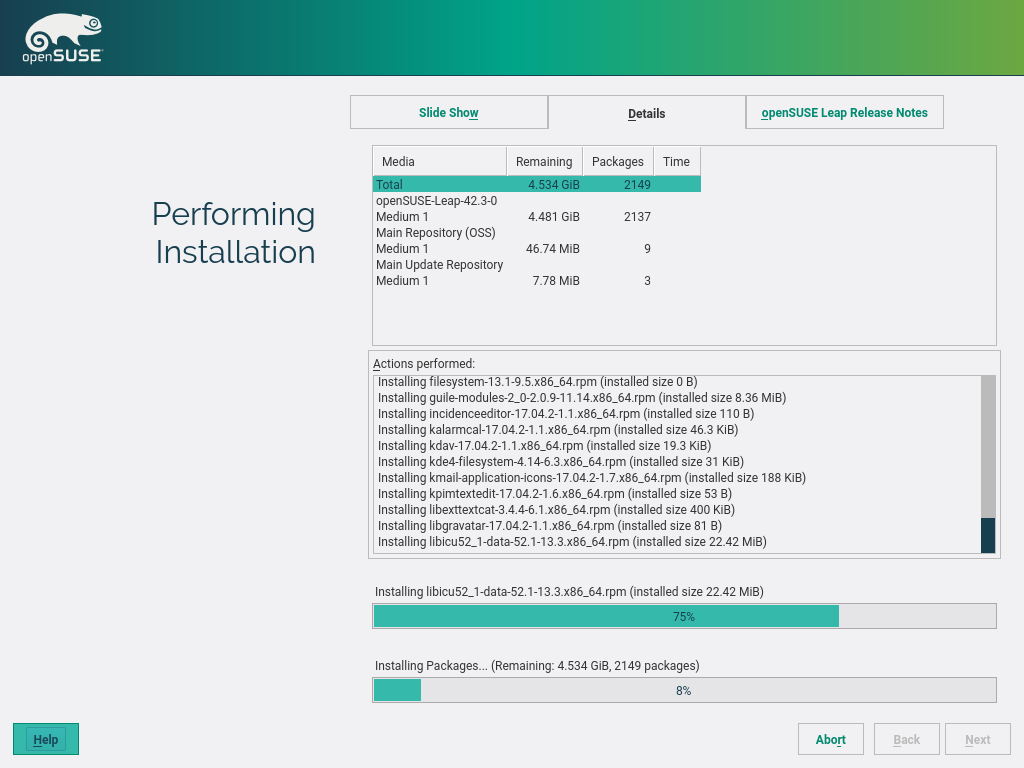 openSUSE
Slide Show
Details
openSUSE Leap Release Notes
Performing
Installation
Media Remaining Packages Time
Total 4.534 GiB 2149
openSUSE-Leap-42.3-0
Medium 1 4.481 GiB 2137
Main Repository (OSS)
Medium 1 46.74 MiB 9
Main Update Repository
Medium 1 7.78 MiB 3
Actions performed:
Installing filesystem-13.1-9.5.x86_64.rpm (installed size 0 B)
Installing guile-modules-2_0-2.0.9-11.14.x86_64.rpm (installed size 8.36 MiB)
Installing incidenceeditor-17.04.2-1.1.x86_64.rpm (installed size 110 B)
Installing kalarmcal-17.04.2-1.1.x86_64.rpm (installed size 46.3 KiB)
Installing kdav-17.04.2-1.1.x86_64.rpm (installed size 19.3 KiB)
Installing kde4-filesystem-4.14-6.3.x86_64.rpm (installed size 31 KiB)
Installing kmail-application-icons-17.04.2-1.7.x86_64.rpm (installed size 188 KiB)
Installing kpimtextedit-17.04.2-1.6.x86_64.rpm (installed size 53 B)
Installing libexttextcat-3.4.4-6.1.x86_64.rpm (installed size 400 KiB)
Installing libgravatar-17.04.2-1.1.x86_64.rpm (installed size 81 B)
Installing libicu52_1-data-52.1-13.3.x86_64.rpm (installed size 22.42 MiB)
Installing libicu52_1-data-52.1-13.3.x86_64.rpm (installed size 22.42 MiB)
75%
Installing Packages... (Remaining: 4.534 GiB, 2149 packages)
8%
Help
Abort
Back
Next